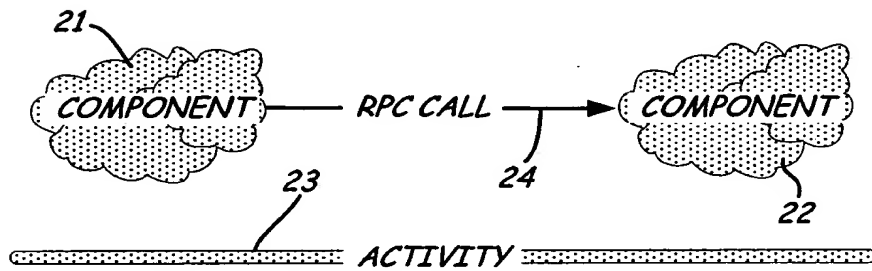 21
COMPONENT RPC CALL COMPONENT
24
22
23
ACTIVITY